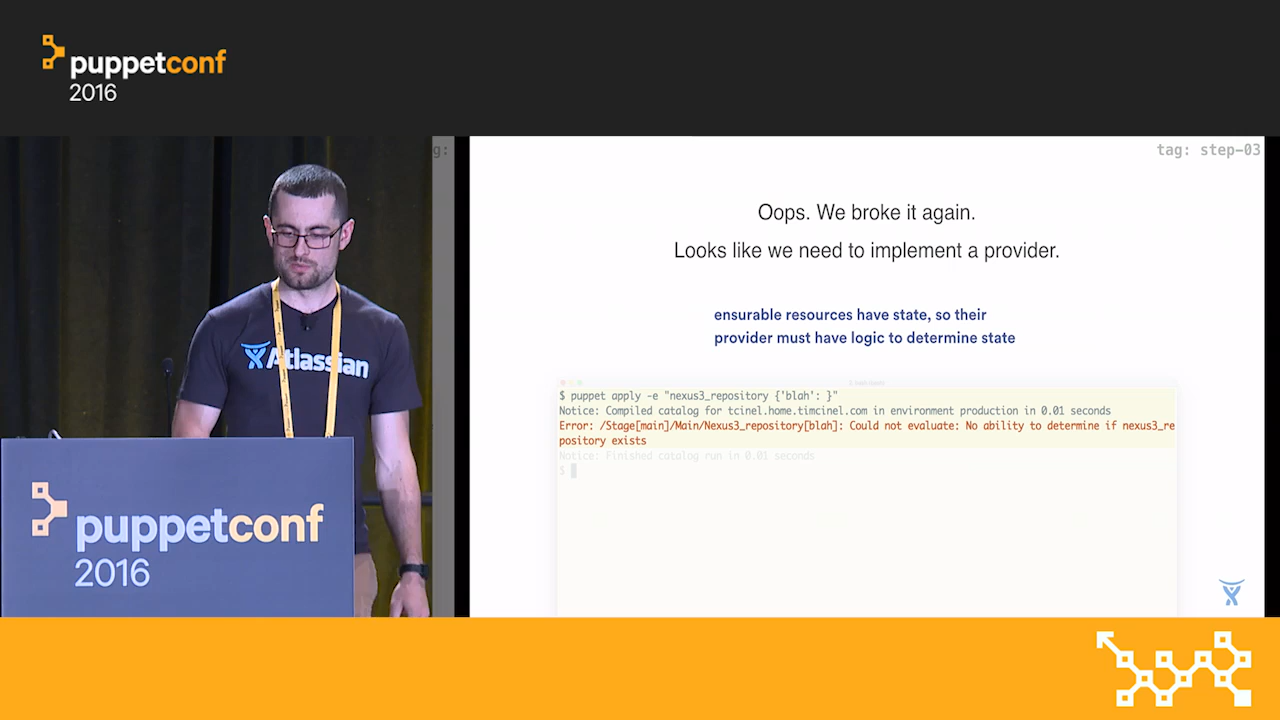 puppetconf
2016
g:
tag: step-03
Oops. We broke it again.
Looks like we need to implement a provider.
ensurable resources have state, so their
provider must have logic to determine state
$ puppet apply -e "nexus3_repository {'blah': }"
Notice: Compiled catalog for tcinel.home.timcinel.com in environment production in 0.01 seconds
Error: /Stage[main]/Main/Nexus3_repository[blah]: Could not evaluate: No ability to determine if nexus3_re
pository exists
Notice: Finished catalog run in 0.01 seconds
$
Atlassian
puppetconf
2016